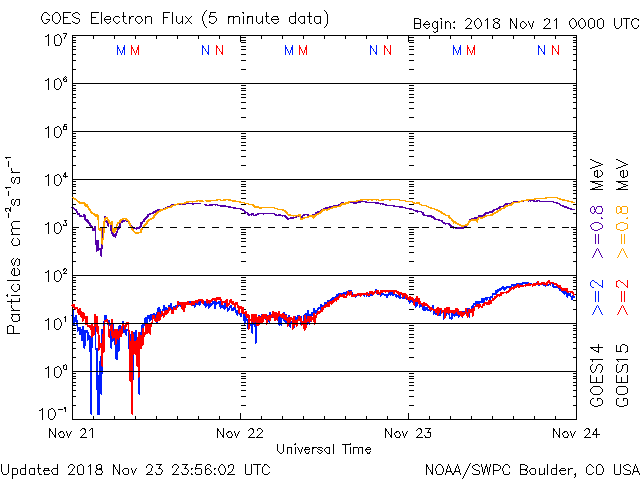 GOES Electron Flux (5 minute data)
Begin: 2018 Nov 21 0000 UTC
10⁷
M M N N M M N N M M N N
10⁶
10⁵
10⁴
10³
10²
10¹
10⁰
10⁻¹
Particles cm⁻²s⁻¹sr⁻¹
GOES14 >=2 >=0.8 MeV
GOES15 >=2 >=0.8 MeV
Nov 21 Nov 22 Nov 23 Nov 24
Universal Time
Updated 2018 Nov 23 23:56:02 UTC
NOAA/SWPC Boulder, CO USA